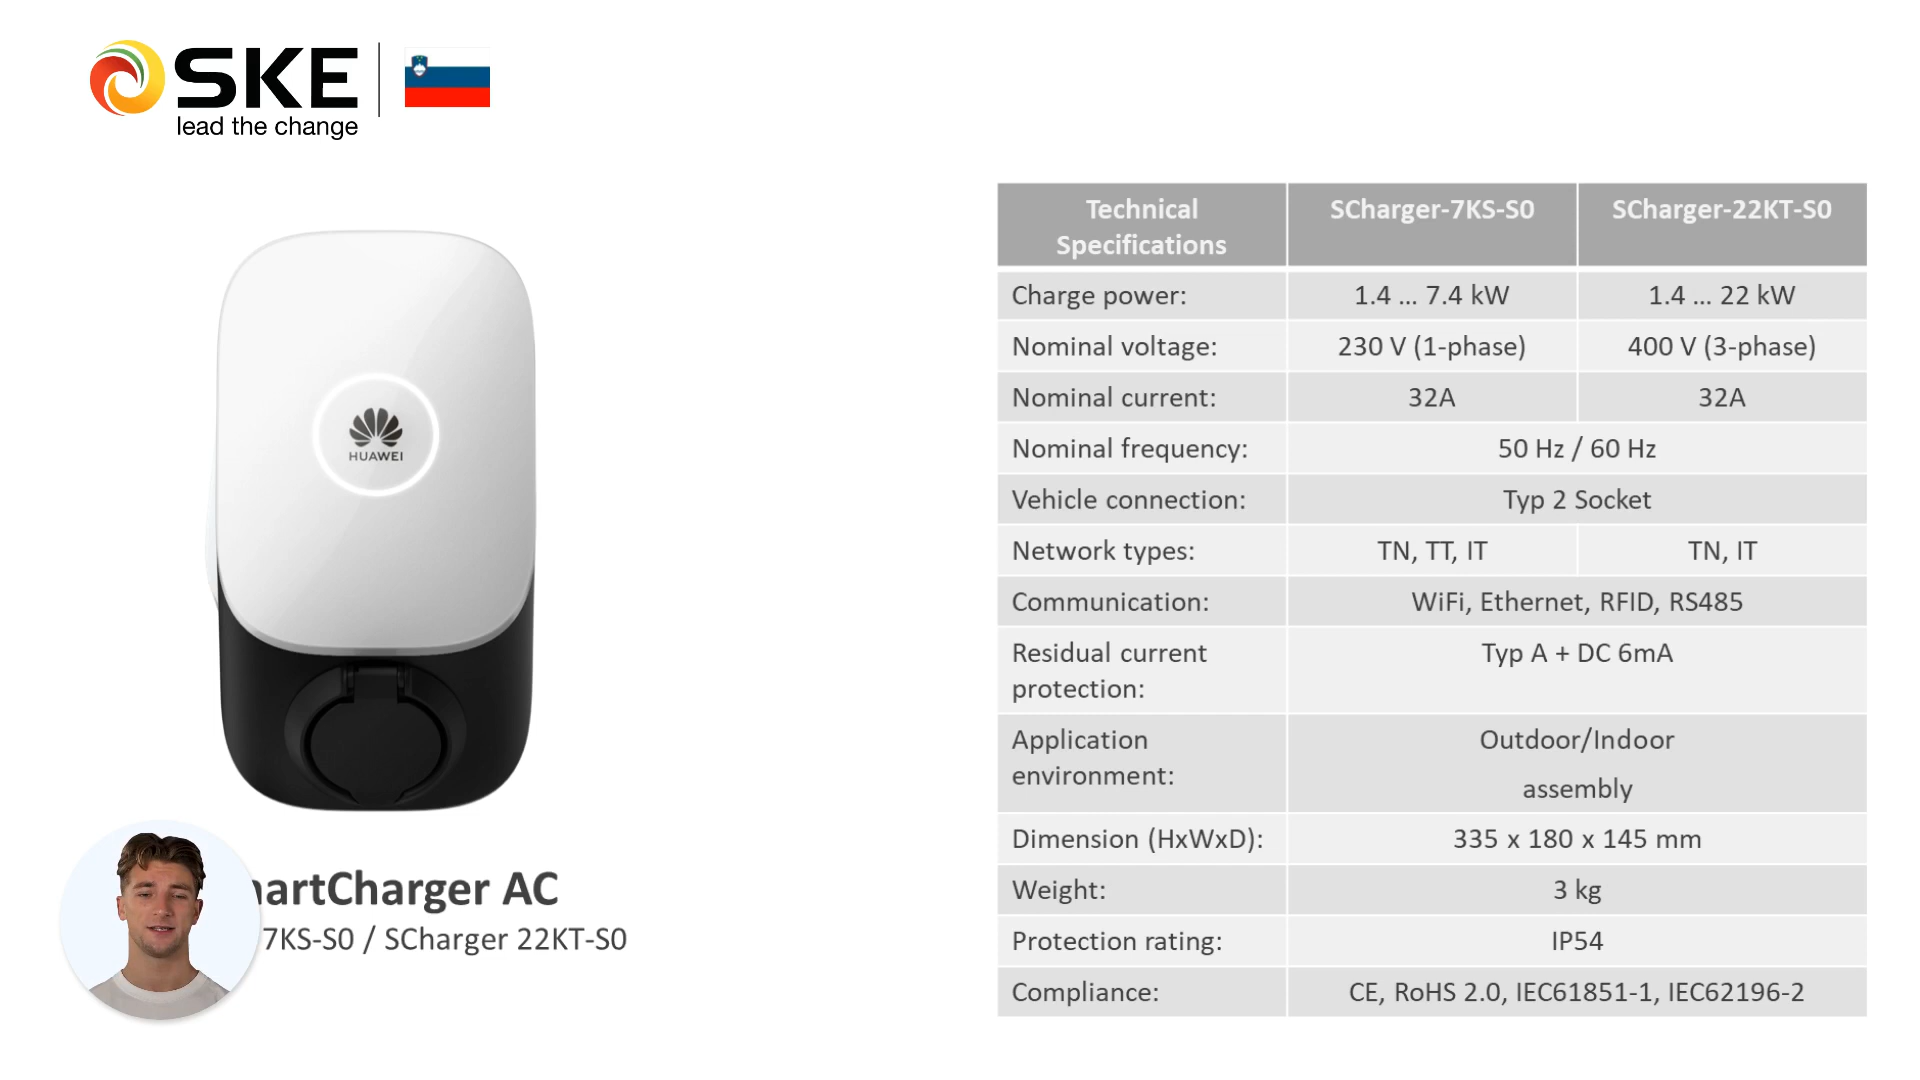 SKE
lead the change
HUAWEI
artCharger AC
7KS-S0 / SCharger 22KT-S0
Technical Specifications SCharger-7KS-S0 SCharger-22KT-S0
Charge power: 1.4 ... 7.4 kW 1.4 ... 22 kW
Nominal voltage: 230 V (1-phase) 400 V (3-phase)
Nominal current: 32A 32A
Nominal frequency: 50 Hz / 60 Hz
Vehicle connection: Typ 2 Socket
Network types: TN, TT, IT TN, IT
Communication: WiFi, Ethernet, RFID, RS485
Residual current protection: Typ A + DC 6mA
Application environment: Outdoor/Indoor assembly
Dimension (HxWxD): 335 x 180 x 145 mm
Weight: 3 kg
Protection rating: IP54
Compliance: CE, RoHS 2.0, IEC61851-1, IEC62196-2